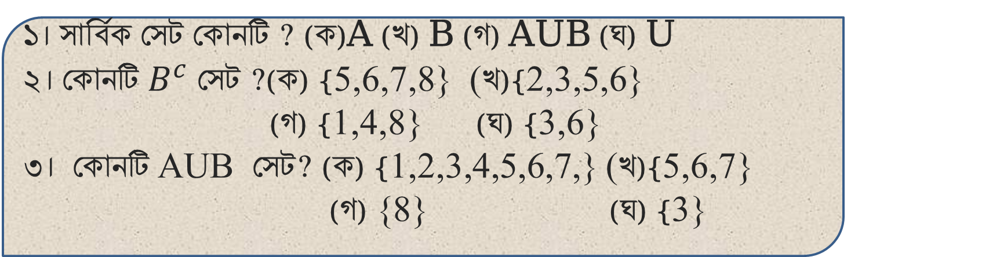 ১। সার্বিক সেট কোনটি ? (ক)A (খ) B (গ) AUB (ঘ) U
২। কোনটি Bᶜ সেট ?(ক) {5,6,7,8} (খ){2,3,5,6}
(গ) {1,4,8} (ঘ) {3,6}
৩। কোনটি AUB সেট? (ক) {1,2,3,4,5,6,7,} (খ){5,6,7}
(গ) {8} (ঘ) {3}